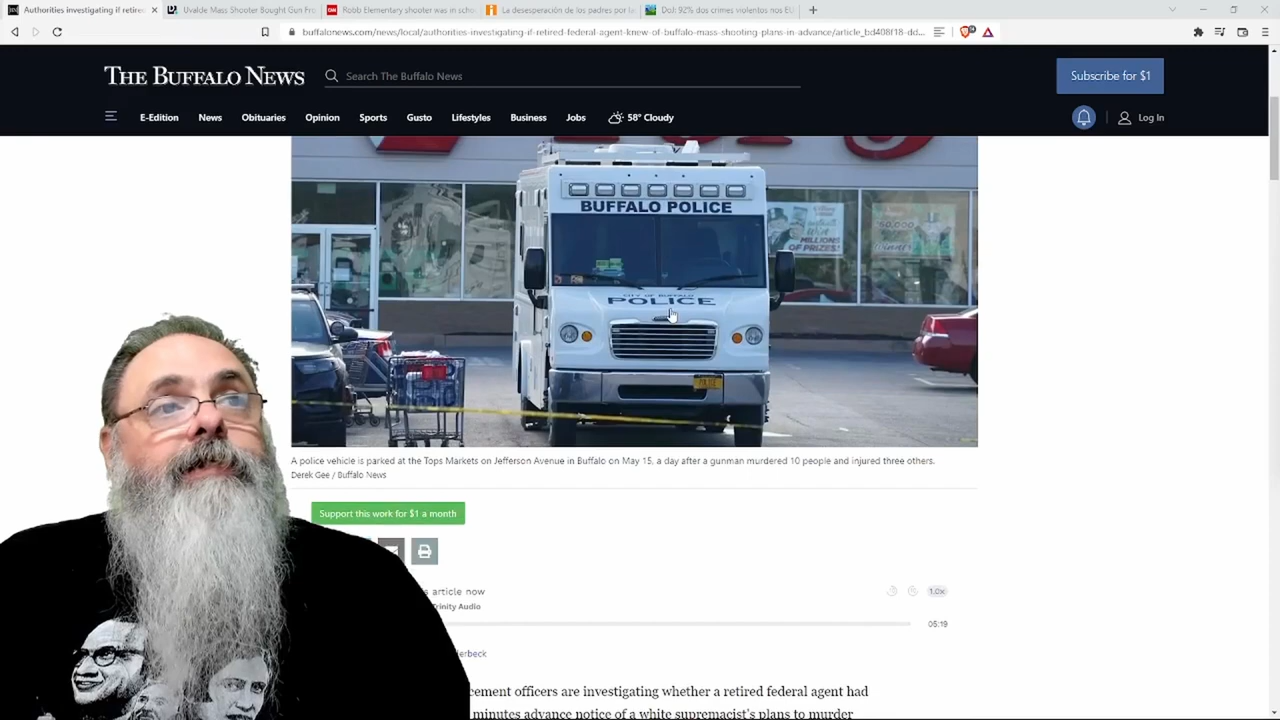 Authorities investigating if retire
Uvalde Mass Shooter Bought Gun Fro
Robb Elementary shooter was in scho
La desesperación de los padres por la
DoJ: 92% dos crimes violentos nos EU
buffalonews.com/news/local/authorities-investigating-if-retired-federal-agent-knew-of-buffalo-mass-shooting-plans-in-advance/article_bd408f18-dd...
THE BUFFALO NEWS
Search The Buffalo News
Subscribe for $1
E-Edition News Obituaries Opinion Sports Gusto Lifestyles Business Jobs 58° Cloudy
Log In
BUFFALO POLICE
CITY OF BUFFALO
POLICE
MILLIONS
OF PRIZES!
A police vehicle is parked at the Tops Markets on Jefferson Avenue in Buffalo on May 15, a day after a gunman murdered 10 people and injured three others.
Derek Gee / Buffalo News
Support this work for $1 a month
article now
1.0x
Trinity Audio
05:19
erbeck
cement officers are investigating whether a retired federal agent had
minutes advance notice of a white supremacist's plans to murder